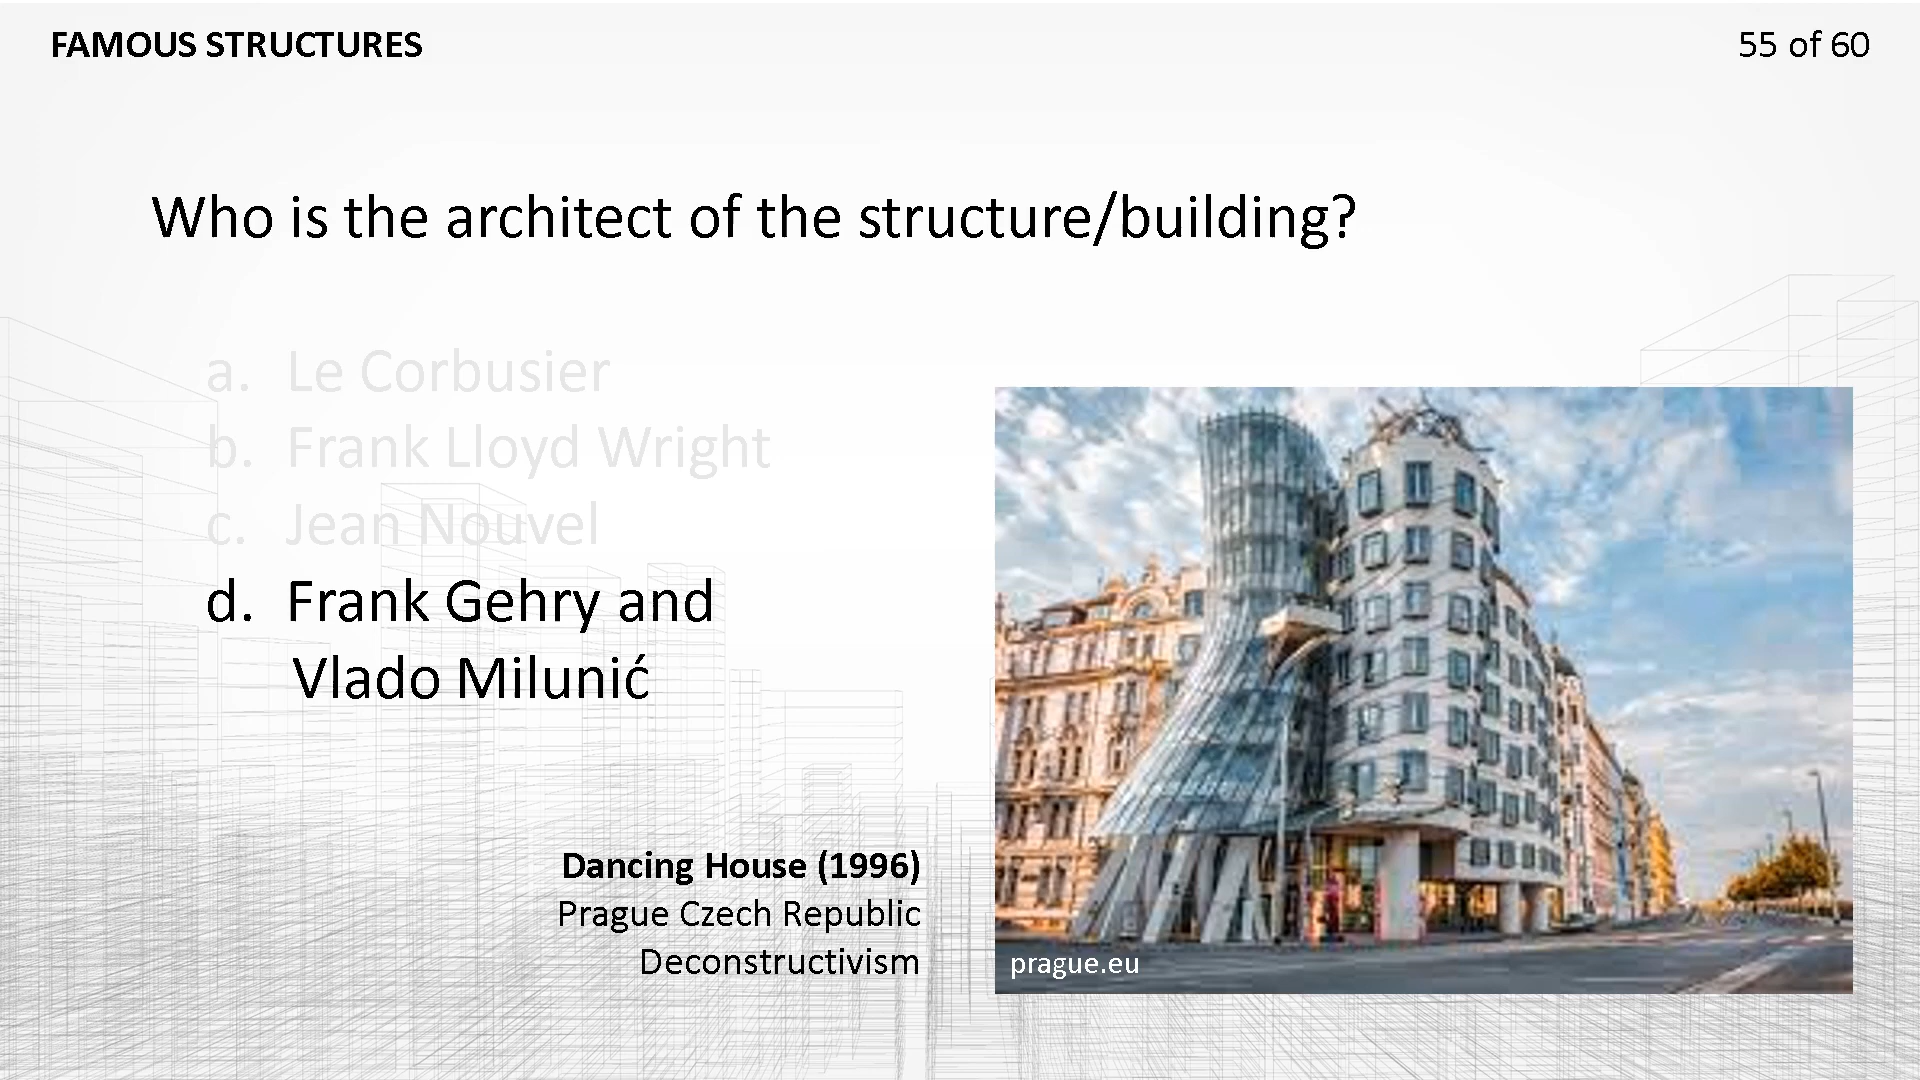 FAMOUS STRUCTURES
55 of 60
Who is the architect of the structure/building?
a. Le Corbusier
b. Frank Lloyd Wright
c. Jean Nouvel
d. Frank Gehry and
Vlado Milunić
Dancing House (1996)
Prague Czech Republic
Deconstructivism
prague.eu